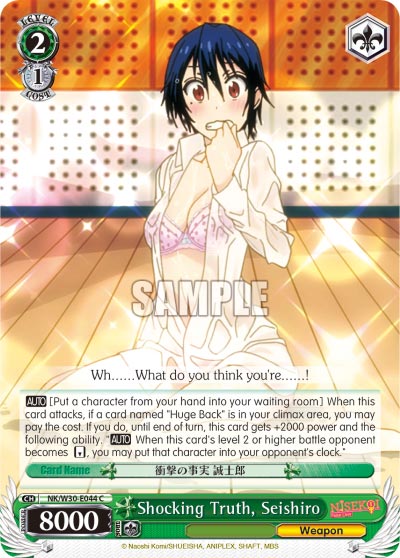 LEVEL
2
1
COST
SAMPLE
Wh……What do you think you're……!
AUTO [Put a character from your hand into your waiting room] When this
card attacks, if a card named "Huge Back" is in your climax area, you may
pay the cost. If you do, until end of turn, this card gets +2000 power and the
following ability. "AUTO When this card's level 2 or higher battle opponent
becomes [ ], you may put that character into your opponent's clock."
Card Name 衝撃の事実 誠士郎
CH NK/W30-E044 C
POWER 8000 Shocking Truth, Seishiro NISEKOI
Weapon
© Naoshi Komi/SHUEISHA, ANIPLEX, SHAFT, MBS